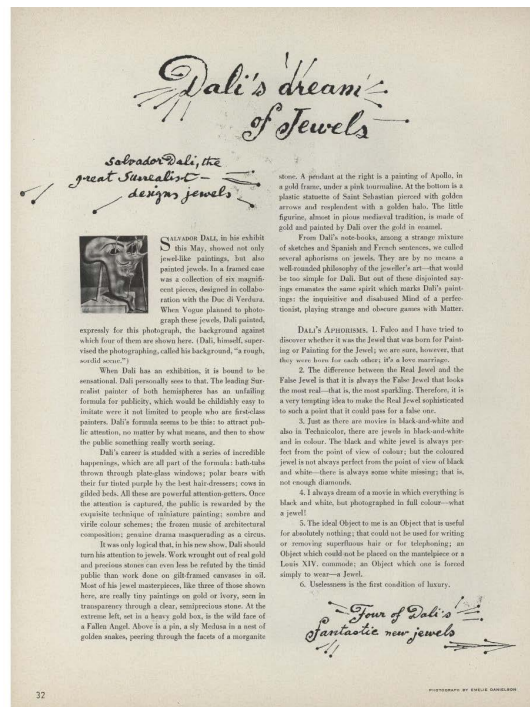 Dali's dream
of Jewels
Salvador Dali, the
great Surrealist—
designs jewels
SALVADOR DALI, in his exhibit
this May, showed not only
jewel-like paintings, but also
painted jewels. In a framed case
was a collection of six magnifi-
cent pieces, designed in collabo-
ration with the Duc di Verdura.
When Vogue planned to photo-
graph these jewels, Dali painted,
expressly for this photograph, the background against
which four of them are shown here. (Dali, himself, super-
vised the photographing, called his background, "a rough,
sordid scene.")
When Dali has an exhibition, it is bound to be
sensational. Dali personally sees to that. The leading Sur-
realist painter of both hemispheres has an unfailing
formula for publicity, which would be childishly easy to
imitate were it not limited to people who are first-class
painters. Dali's formula seems to be this: to attract pub-
lic attention, no matter by what means, and then to show
the public something really worth seeing.
Dali's career is studded with a series of incredible
happenings, which are all part of the formula: bath-tubs
thrown through plate-glass windows; polar bears with
their fur tinted purple by the best hair-dressers; cows in
gilded beds. All these are powerful attention-getters. Once
the attention is captured, the public is rewarded by the
exquisite technique of miniature painting; sombre and
virile colour schemes; the frozen music of architectural
composition; genuine drama masquerading as a circus.
It was only logical that, in his new show, Dali should
turn his attention to jewels. Work wrought out of real gold
and precious stones can even less be refuted by the timid
public than work done on gilt-framed canvases in oil.
Most of his jewel masterpieces, like three of those shown
here, are really tiny paintings on gold or ivory, seen in
transparency through a clear, semiprecious stone. At the
extreme left, set in a heavy gold box, is the wild face of
a Fallen Angel. Above is a pin, a sly Medusa in a nest of
golden snakes, peering through the facets of a morganite
stone. A pendant at the right is a painting of Apollo, in
a gold frame, under a pink tourmaline. At the bottom is a
plastic statuette of Saint Sebastian pierced with golden
arrows and resplendent with a golden halo. The little
figurine, almost in pious medieval tradition, is made of
gold and painted by Dali over the gold in enamel.
From Dali's note-books, among a strange mixture
of sketches and Spanish and French sentences, we culled
several aphorisms on jewels. They are by no means a
well-rounded philosophy of the jeweller's art—that would
be too simple for Dali. But out of these disjointed say-
ings emanates the same spirit which marks Dali's paint-
ings: the inquisitive and disabused Mind of a perfec-
tionist, playing strange and obscure games with Matter.
DALI'S APHORISMS. 1. Fulco and I have tried to
discover whether it was the Jewel that was born for Paint-
ing or Painting for the Jewel; we are sure, however, that
they were born for each other; it's a love marriage.
2. The difference between the Real Jewel and the
False Jewel is that it is always the False Jewel that looks
the most real—that is, the most sparkling. Therefore, it is
a very tempting idea to make the Real Jewel sophisticated
to such a point that it could pass for a false one.
3. Just as there are movies in black-and-white and
also in Technicolor, there are jewels in black-and-white
and in colour. The black and white jewel is always per-
fect from the point of view of colour; but the coloured
jewel is not always perfect from the point of view of black
and white—there is always some white missing; that is,
not enough diamonds.
4. I always dream of a movie in which everything is
black and white, but photographed in full colour—what
a jewel!
5. The ideal Object to me is an Object that is useful
for absolutely nothing; that could not be used for writing
or removing superfluous hair or for telephoning; an
Object which could not be placed on the mantelpiece or a
Louis XIV. commode; an Object which one is forced
simply to wear—a Jewel.
6. Uselessness is the first condition of luxury.
Four of Dali's
fantastic new jewels
PHOTOGRAPH BY EMELIE DANIELSON
32